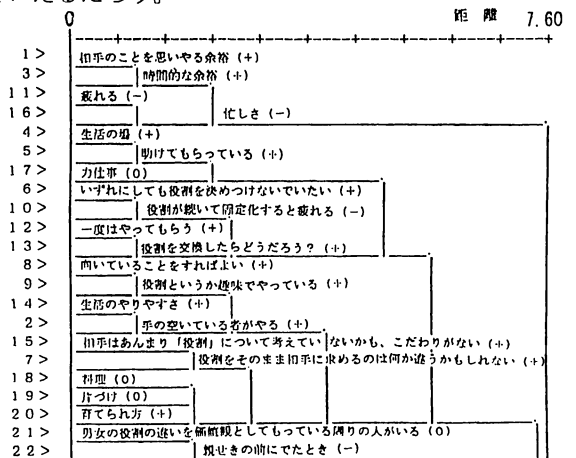 いたるだろう。
0 距離 7.60
1> 相手のことを思いやる余裕 (+)
3> 時間的な余裕 (+)
11> 疲れる (-)
16> 忙しさ (-)
4> 生活の場 (+)
5> 助けてもらっている (+)
17> 力仕事 (0)
6> いずれにしても役割を決めつけないでいたい (+)
10> 役割が続いて固定化すると疲れる (-)
12> 一度はやってもらう (+)
13> 役割を交換したらどうだろう? (+)
8> 向いていることをすればよい (+)
9> 役割というか趣味でやっている (+)
14> 生活のやりやすさ (+)
2> 手の空いている者がやる (+)
15> 相手はあんまり「役割」について考えていないかも、こだわりがない (+)
7> 役割をそのまま相手に求めるのは何か違うかもしれない (+)
18> 料理 (0)
19> 片づけ (0)
20> 育てられ方 (+)
21> 男女の役割の違いを価値観としてもっている周りの人がいる (0)
22> 親せきの前にでたとき (-)